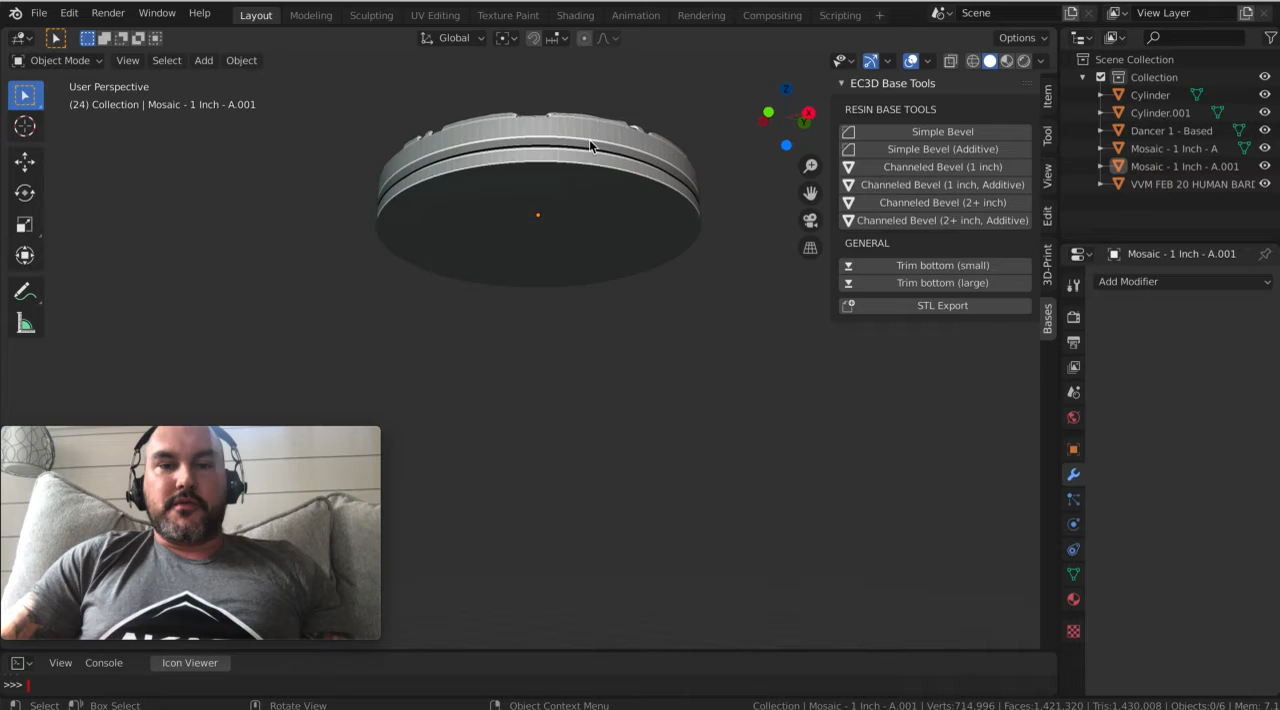 File Edit Render Window Help Layout Modeling Sculpting UV Editing Texture Paint Shading Animation Rendering Compositing Scripting + Scene View Layer
Global Options
Object Mode View Select Add Object
User Perspective
(24) Collection | Mosaic - 1 Inch - A.001
X
Y
EC3D Base Tools
RESIN BASE TOOLS
Simple Bevel
Simple Bevel (Additive)
Channeled Bevel (1 inch)
Channeled Bevel (1 inch, Additive)
Channeled Bevel (2+ inch)
Channeled Bevel (2+ inch, Additive)
GENERAL
Trim bottom (small)
Trim bottom (large)
STL Export
Item
Tool
View
Edit
3D-Print
Bases
Scene Collection
Collection
Cylinder
Cylinder.001
Dancer 1 - Based
Mosaic - 1 Inch - A
Mosaic - 1 Inch - A.001
VVM FEB 20 HUMAN BARD
Mosaic - 1 Inch - A.001
Add Modifier
View Console Icon Viewer
>>>
Select Box Select Rotate View Object Context Menu Collection | Mosaic - 1 Inch - A.001 | Verts:714,996 | Faces:1,421,320 | Tris:1,430,008 | Objects:0/6 | Mem: 7.1